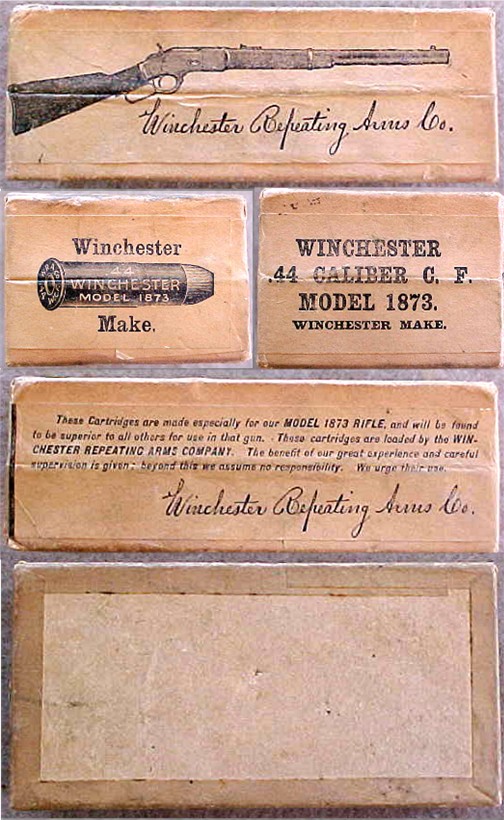 Winchester Repeating Arms Co.
Winchester
.44
WINCHESTER
MODEL 1873
Make.
WINCHESTER
.44 CALIBER C. F.
MODEL 1873.
WINCHESTER MAKE.
These Cartridges are made especially for our MODEL 1873 RIFLE, and will be found
to be superior to all others for use in that gun. These cartridges are loaded by the WIN-
CHESTER REPEATING ARMS COMPANY. The benefit of our great experience and careful
supervision is given; beyond this we assume no responsibility. We urge their use.
Winchester Repeating Arms Co.